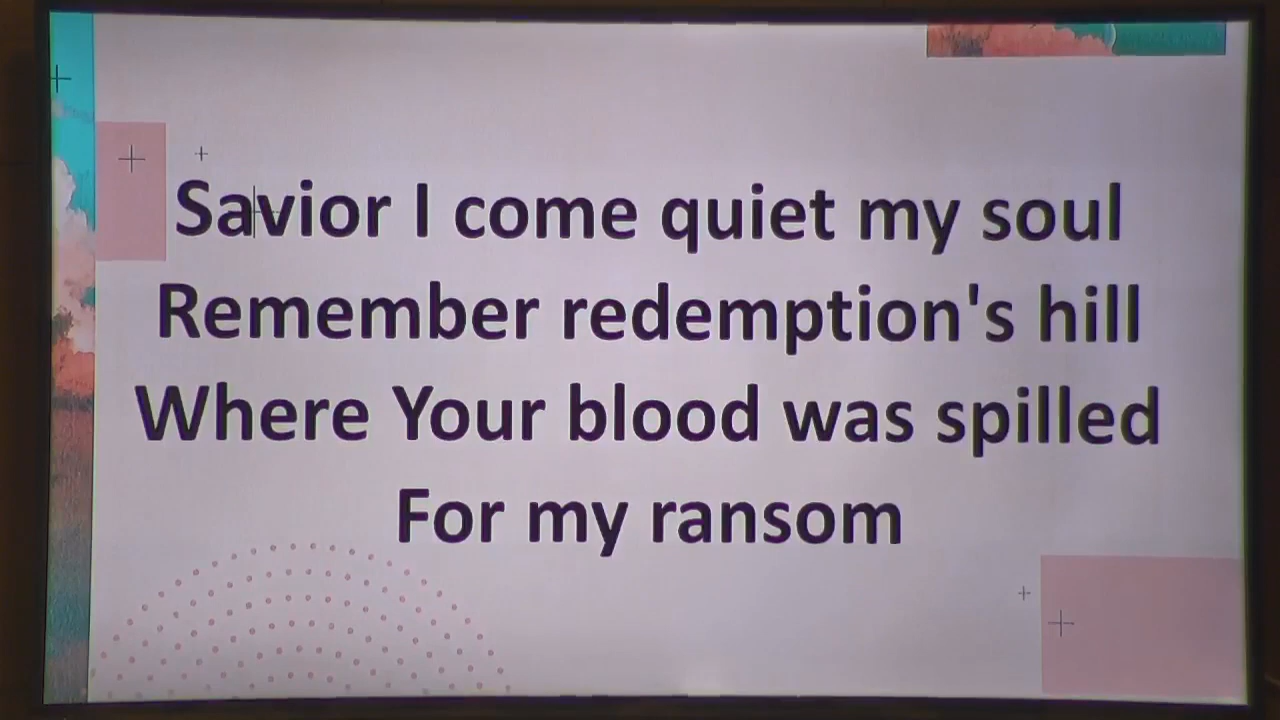 Savior I come quiet my soul
Remember redemption's hill
Where Your blood was spilled
For my ransom